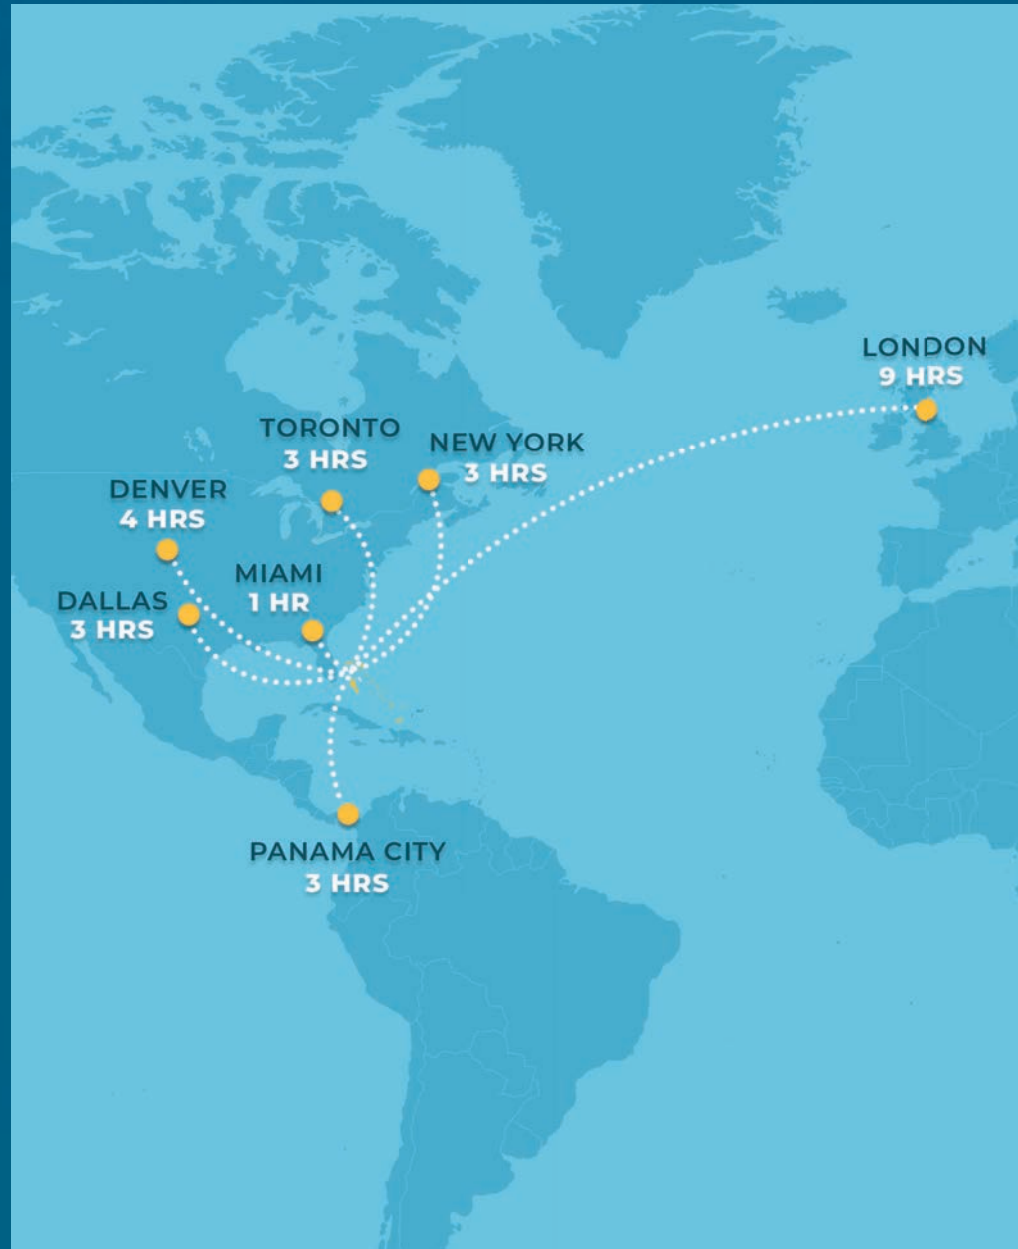 LONDON
9 HRS
TORONTO
3 HRS
NEW YORK
3 HRS
DENVER
4 HRS
MIAMI
1 HR
DALLAS
3 HRS
PANAMA CITY
3 HRS